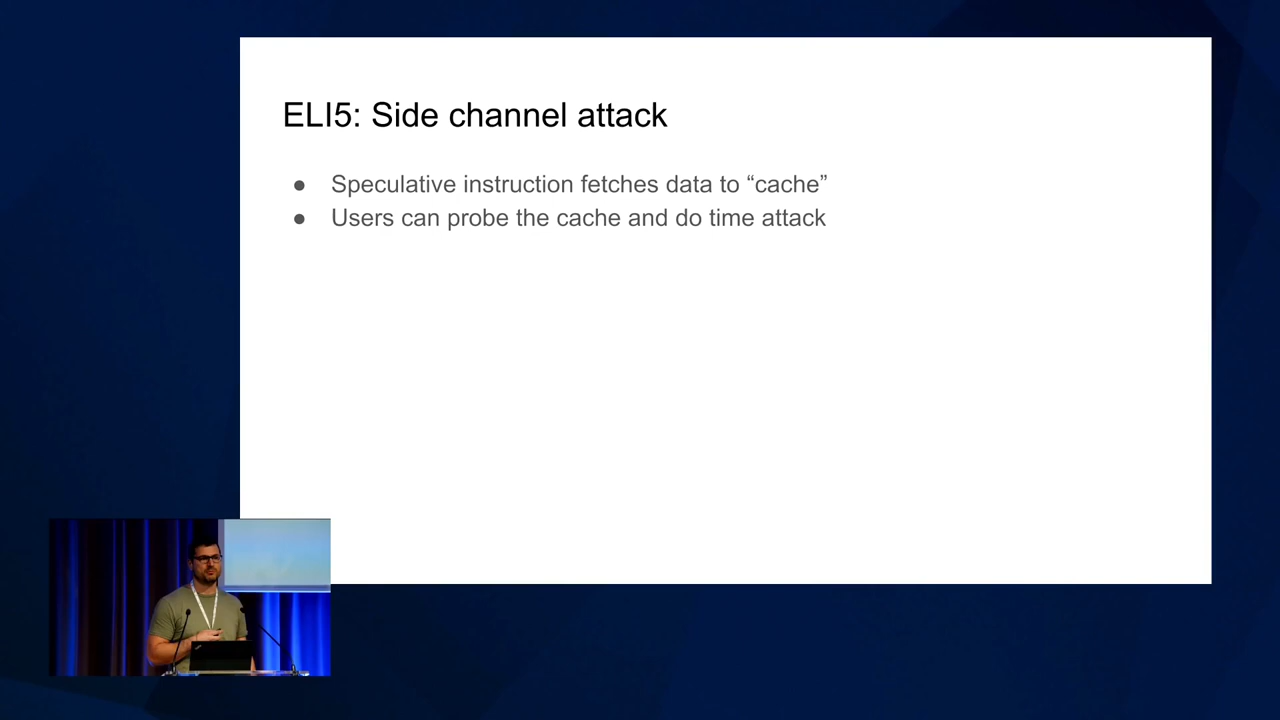 ELI5: Side channel attack
● Speculative instruction fetches data to “cache”
● Users can probe the cache and do time attack